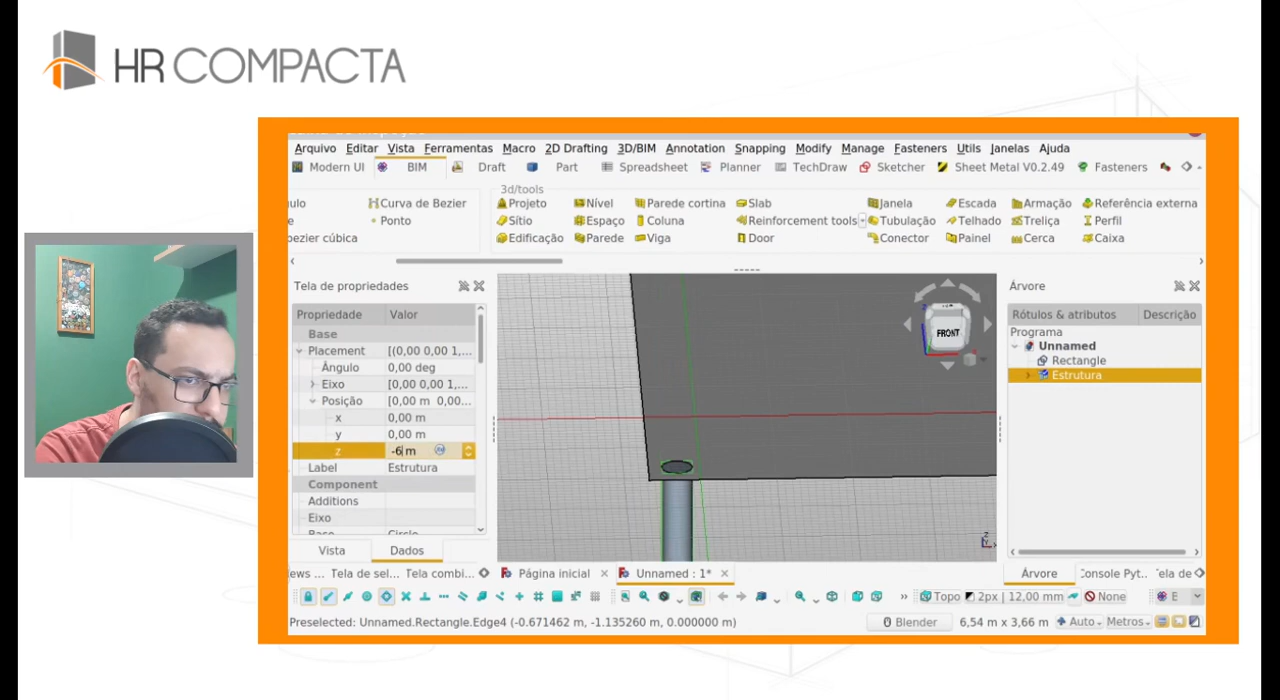 HR COMPACTA
Arquivo Editar Vista Ferramentas Macro 2D Drafting 3D/BIM Annotation Snapping Modify Manage Fasteners Utils Janelas Ajuda
Modern UI BIM Draft Part Spreadsheet Planner TechDraw Sketcher Sheet Metal V0.2.49 Fasteners
3d/tools
ulo Curva de Bezier Projeto Nível Parede cortina Slab Janela Escada Armação Referência externa
e Ponto Sítio Espaço Coluna Reinforcement tools Tubulação Telhado Treliça Perfil
bezier cúbica Edificação Parede Viga Door Conector Painel Cerca Caixa
Tela de propriedades
Propriedade Valor
Base
Placement [(0,00 0,00 1,...
Ângulo 0,00 deg
Eixo [0,00 0,00 1,...
Posição [0,00 m 0,00...
x 0,00 m
y 0,00 m
z -6 m
Label Estrutura
Component
Additions
Eixo
Base Circle
Vista Dados
FRONT
Árvore
Rótulos & atributos Descrição
Programa
Unnamed
Rectangle
Estrutura
iews ... Tela de sel... Tela combi... Página inicial Unnamed : 1* Árvore Console Pyt.. ela de
Topo 2px | 12,00 mm None E
Preselected: Unnamed.Rectangle.Edge4 (-0.671462 m, -1.135260 m, 0.000000 m) Blender 6,54 m x 3,66 m Auto Metros